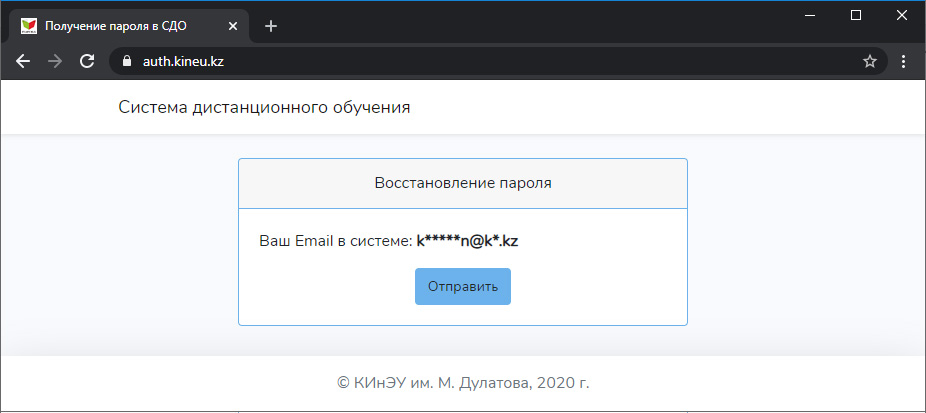 Получение пароля в СДО
auth.kineu.kz
Система дистанционного обучения
Восстановление пароля
Ваш Email в системе: k*****n@k*.kz
Отправить
© КИнЭУ им. М. Дулатова, 2020 г.